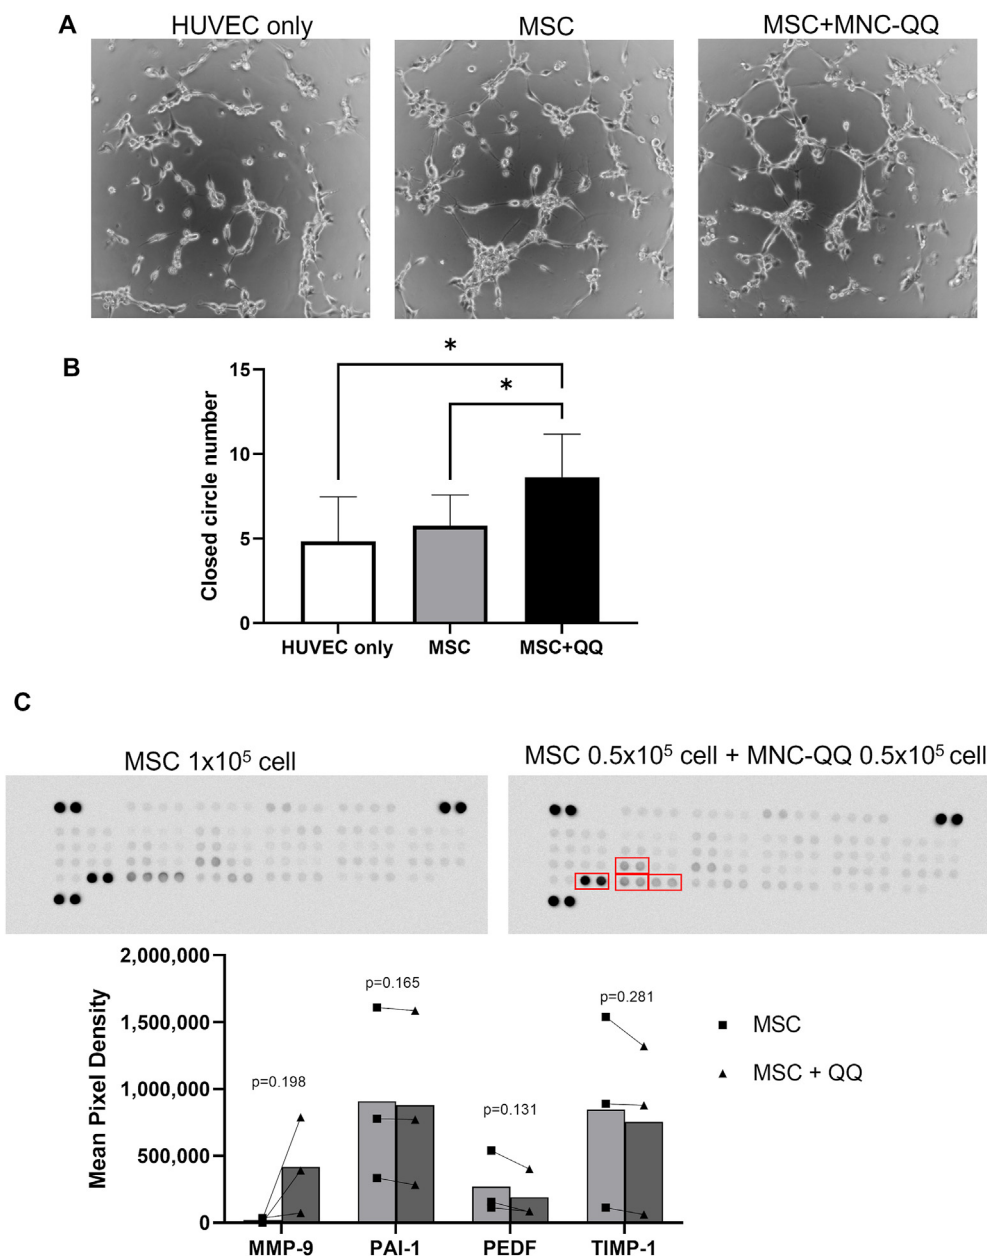 A
HUVEC only
MSC
MSC+MNC-QQ
B
*
*
15
10
5
0
Closed circle number
HUVEC only
MSC
MSC+QQ
C
MSC 1x10⁵ cell
MSC 0.5x10⁵ cell + MNC-QQ 0.5x10⁵ cell
2,000,000
1,500,000
1,000,000
500,000
0
Mean Pixel Density
p=0.198
p=0.165
p=0.131
p=0.281
MSC
MSC + QQ
MMP-9
PAI-1
PEDF
TIMP-1